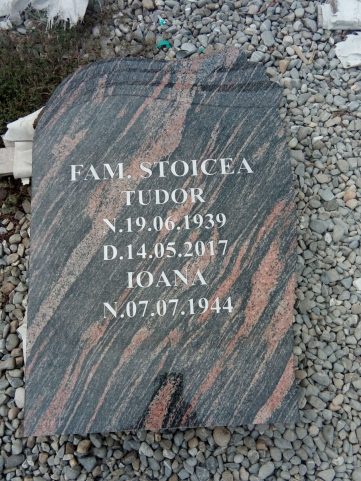 FAM. STOICEA
TUDOR
N.19.06.1939
D.14.05.2017
IOANA
N.07.07.1944